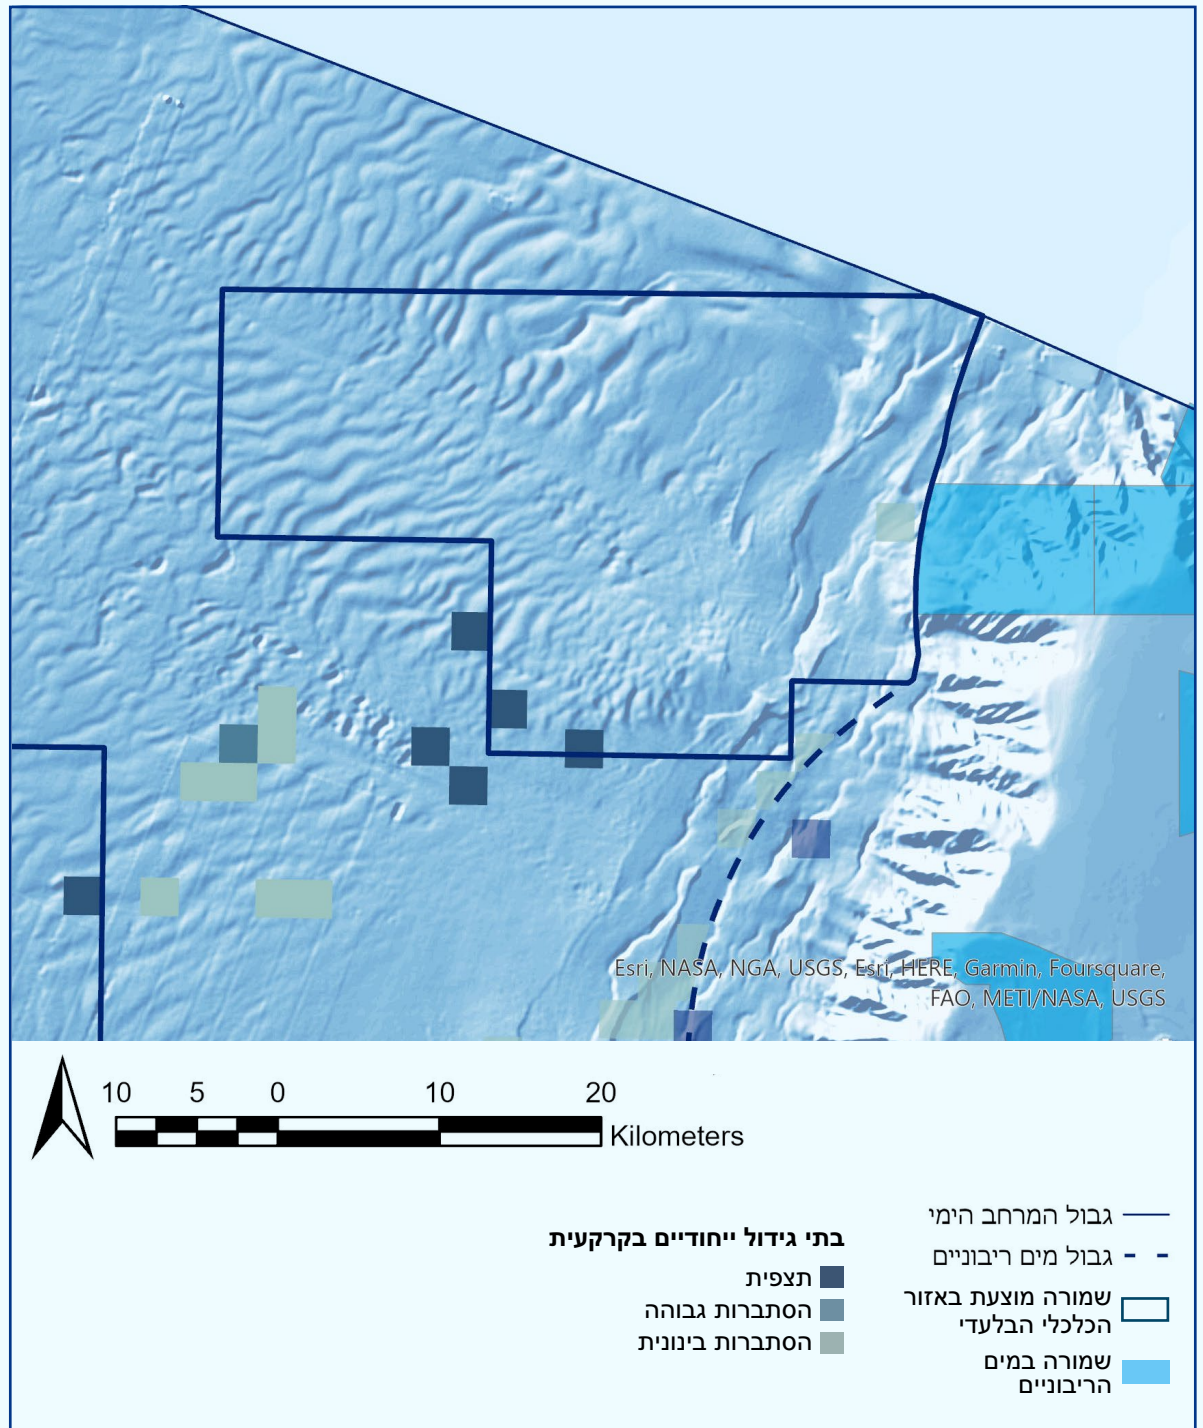 Esri, NASA, NGA, USGS, Esri, HERE, Garmin, Foursquare,
FAO, METI/NASA, USGS
10 5 0 10 20
Kilometers
גבול המרחב הימי
גבול מים ריבוניים
שמורה מוצעת באזור
הכלכלי הבלעדי
שמורה במים
הריבוניים
בתי גידול ייחודיים בקרקעית
תצפית
הסתברות גבוהה
הסתברות בינונית